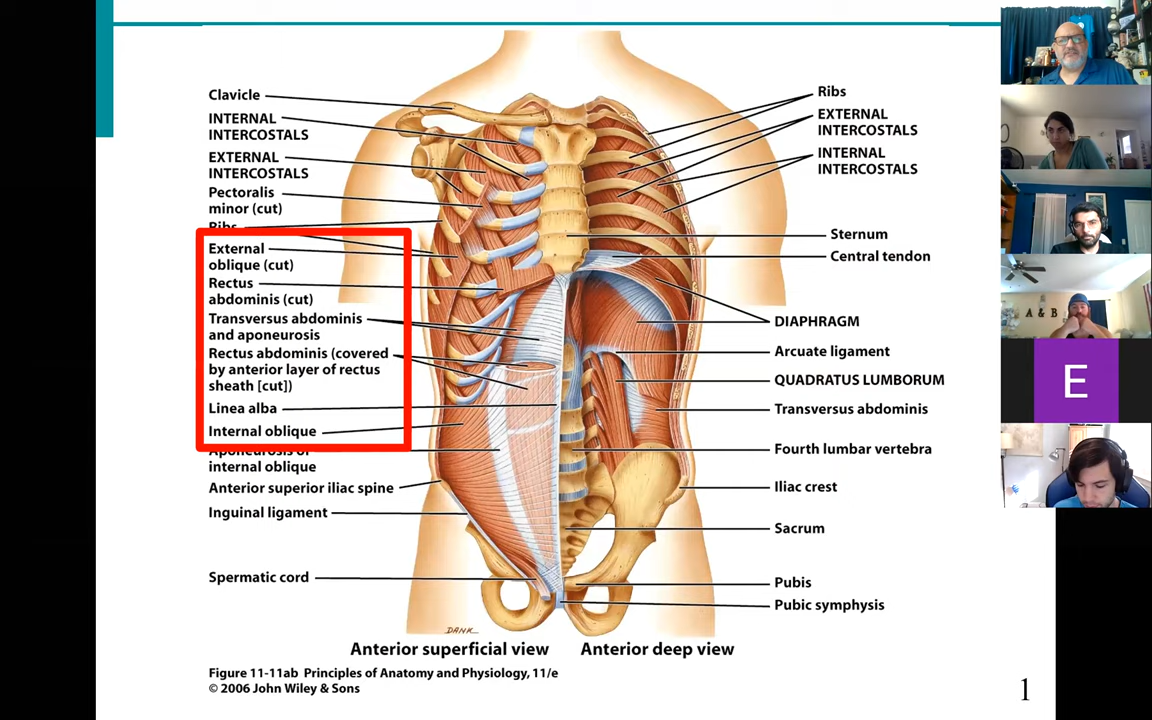 Clavicle
INTERNAL
INTERCOSTALS
EXTERNAL
INTERCOSTALS
Pectoralis
minor (cut)
Ribs
External
oblique (cut)
Rectus
abdominis (cut)
Transversus abdominis
and aponeurosis
Rectus abdominis (covered
by anterior layer of rectus
sheath [cut])
Linea alba
Internal oblique
Aponeurosis of
internal oblique
Anterior superior iliac spine
Inguinal ligament
Spermatic cord
Ribs
EXTERNAL
INTERCOSTALS
INTERNAL
INTERCOSTALS
Sternum
Central tendon
DIAPHRAGM
Arcuate ligament
QUADRATUS LUMBORUM
Transversus abdominis
Fourth lumbar vertebra
Iliac crest
Sacrum
Pubis
Pubic symphysis
DANK
Anterior superficial view
Anterior deep view
Figure 11-11ab Principles of Anatomy and Physiology, 11/e
© 2006 John Wiley & Sons
1
A & B
E